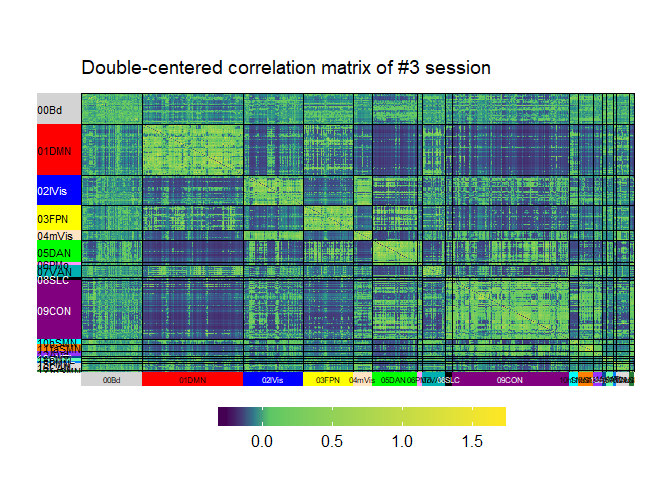 Double-centered correlation matrix of #3 session
00Bd
01DMN
02lVis
03FPN
04mVis
05DAN
07VAN
08SLC
09CON
00Bd
01DMN
02lVis
03FPN
04mVis
05DAN
08SLC
09CON
0.0
0.5
1.0
1.5